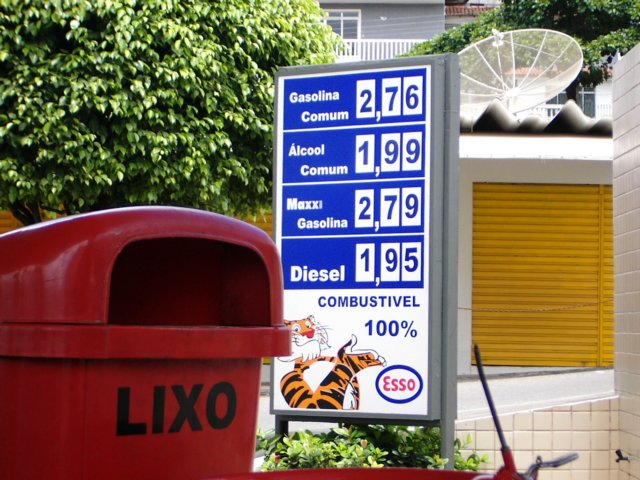 Gasolina
Comum
2,76
Álcool
Comum
1,99
Maxxi
Gasolina
2,79
Diesel
1,95
COMBUSTIVEL
100%
Esso
LIXO